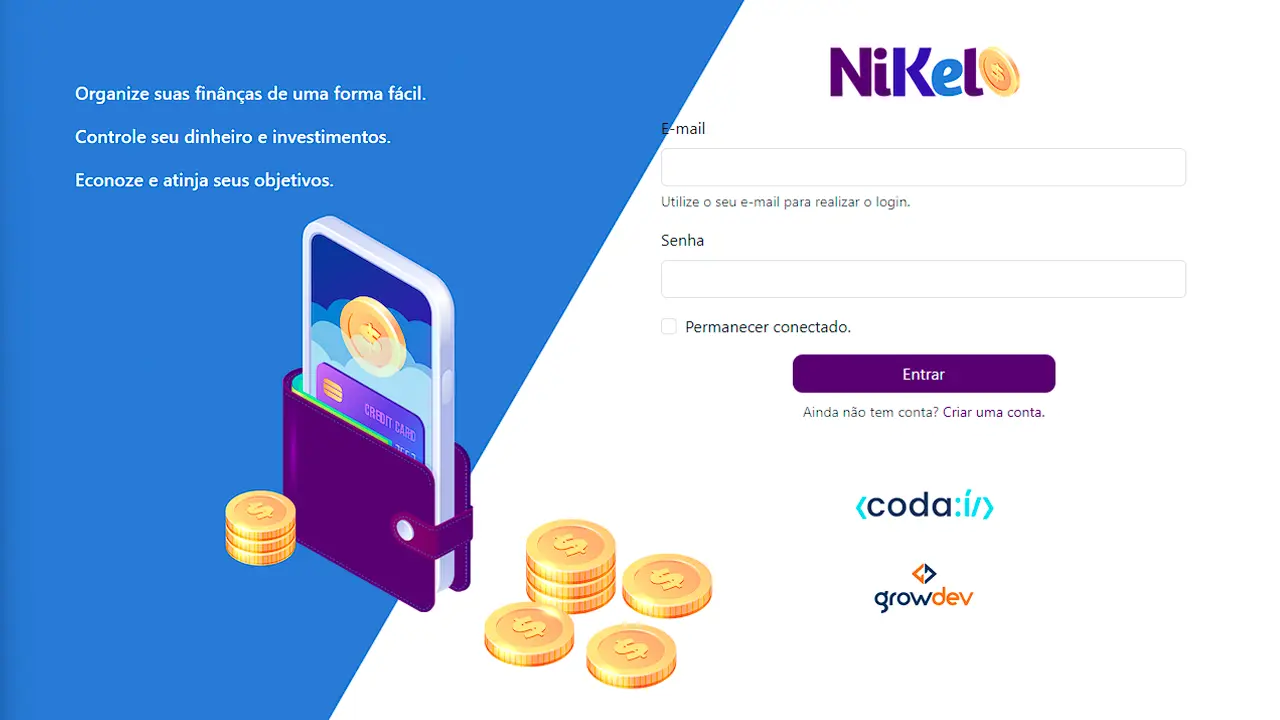 Organize suas finânças de uma forma fácil.
Controle seu dinheiro e investimentos.
Econoze e atinja seus objetivos.
CREDIT CARD
NiKel
E-mail
Utilize o seu e-mail para realizar o login.
Senha
Permanecer conectado.
Entrar
Ainda não tem conta? Criar uma conta.
<coda:í/>
growdev